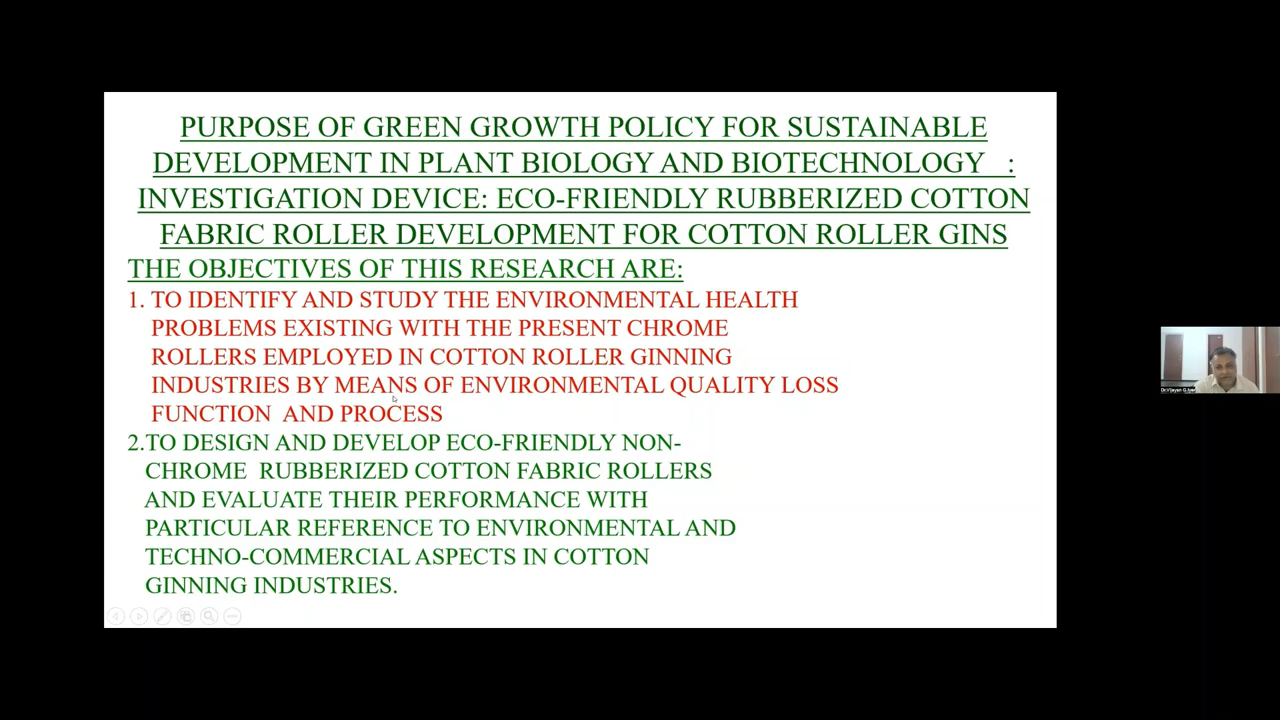 PURPOSE OF GREEN GROWTH POLICY FOR SUSTAINABLE
DEVELOPMENT IN PLANT BIOLOGY AND BIOTECHNOLOGY :
INVESTIGATION DEVICE: ECO-FRIENDLY RUBBERIZED COTTON
FABRIC ROLLER DEVELOPMENT FOR COTTON ROLLER GINS
THE OBJECTIVES OF THIS RESEARCH ARE:
1. TO IDENTIFY AND STUDY THE ENVIRONMENTAL HEALTH
PROBLEMS EXISTING WITH THE PRESENT CHROME
ROLLERS EMPLOYED IN COTTON ROLLER GINNING
INDUSTRIES BY MEANS OF ENVIRONMENTAL QUALITY LOSS
FUNCTION AND PROCESS
2.TO DESIGN AND DEVELOP ECO-FRIENDLY NON-
CHROME RUBBERIZED COTTON FABRIC ROLLERS
AND EVALUATE THEIR PERFORMANCE WITH
PARTICULAR REFERENCE TO ENVIRONMENTAL AND
TECHNO-COMMERCIAL ASPECTS IN COTTON
GINNING INDUSTRIES.